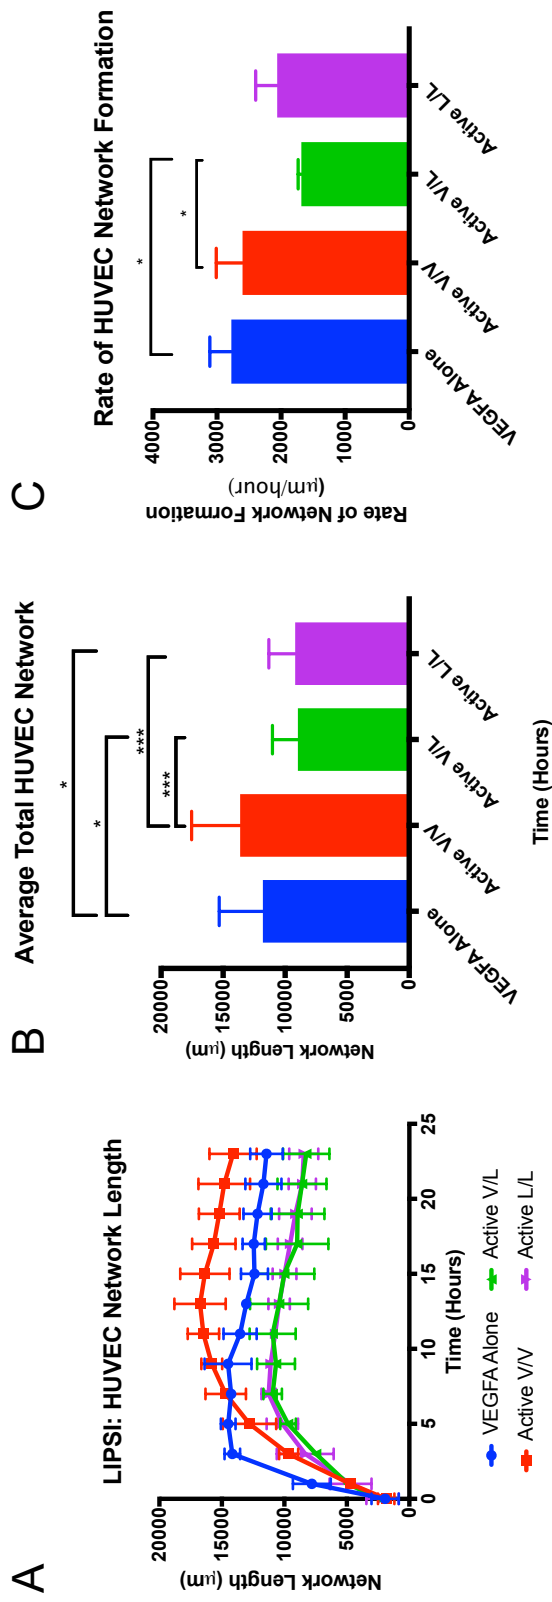 A
LIPSI: HUVEC Network Length
Network Length (µm)
20000
15000
10000
5000
0
0
5
10
15
20
25
Time (Hours)
VEGFA Alone
Active V/V
Active V/L
Active L/L
B
Average Total HUVEC Network
Network Length (µm)
20000
15000
10000
5000
0
*
*
***
***
VEGFA Alone
Active V/V
Active V/L
Active L/L
Time (Hours)
C
Rate of HUVEC Network Formation
Rate of Network Formation
(µm/hour)
4000
3000
2000
1000
0
*
*
VEGFA Alone
Active V/V
Active V/L
Active L/L